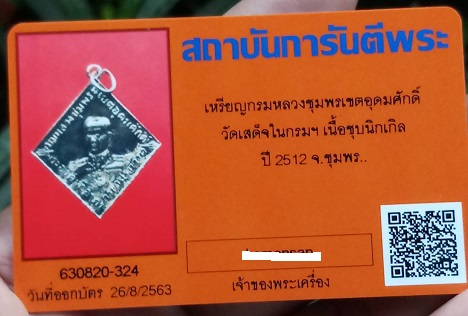 สถาบันการันตีพระ
เหรียญกรมหลวงชุมพรเขตอุดมศักดิ์
วัดเสด็จในกรมฯ เนื้อชุบนิกเกิล
ปี 2512 จ.ชุมพร..
เจ้าของพระเครื่อง
630820-324
วันที่ออกบัตร 26/8/2563